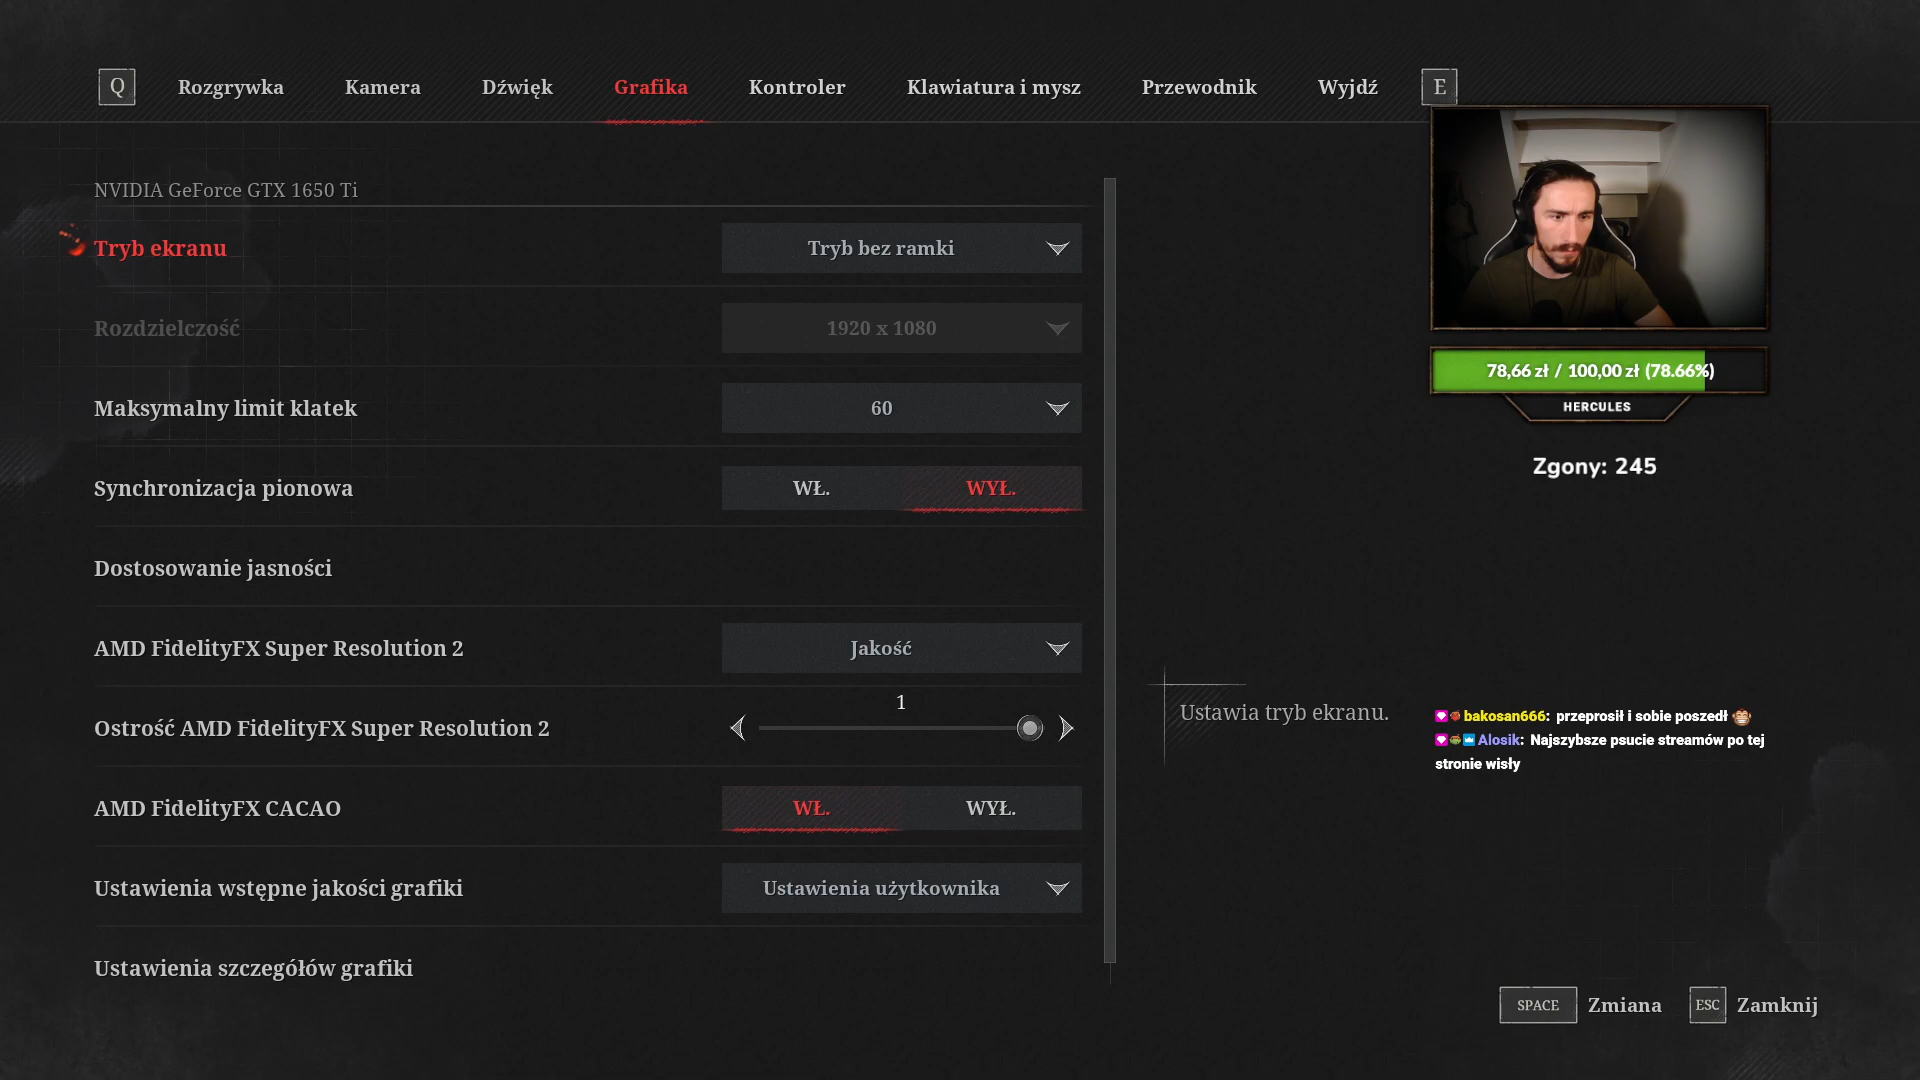 Q
Rozgrywka
Kamera
Dźwięk
Grafika
Kontroler
Klawiatura i mysz
Przewodnik
Wyjdź
E
NVIDIA GeForce GTX 1650 Ti
Tryb ekranu
Tryb bez ramki
Rozdzielczość
1920 x 1080
Maksymalny limit klatek
60
Synchronizacja pionowa
WŁ.
WYŁ.
Dostosowanie jasności
AMD FidelityFX Super Resolution 2
Jakość
Ostrość AMD FidelityFX Super Resolution 2
1
AMD FidelityFX CACAO
WŁ.
WYŁ.
Ustawienia wstępne jakości grafiki
Ustawienia użytkownika
Ustawienia szczegółów grafiki
Ustawia tryb ekranu.
78,66 zł / 100,00 zł (78.66%)
HERCULES
Zgony: 245
bakosan666: przeprosił i sobie poszedł
Alosik: Najszybsze psucie streamów po tej
stronie wisły
SPACE
Zmiana
ESC
Zamknij